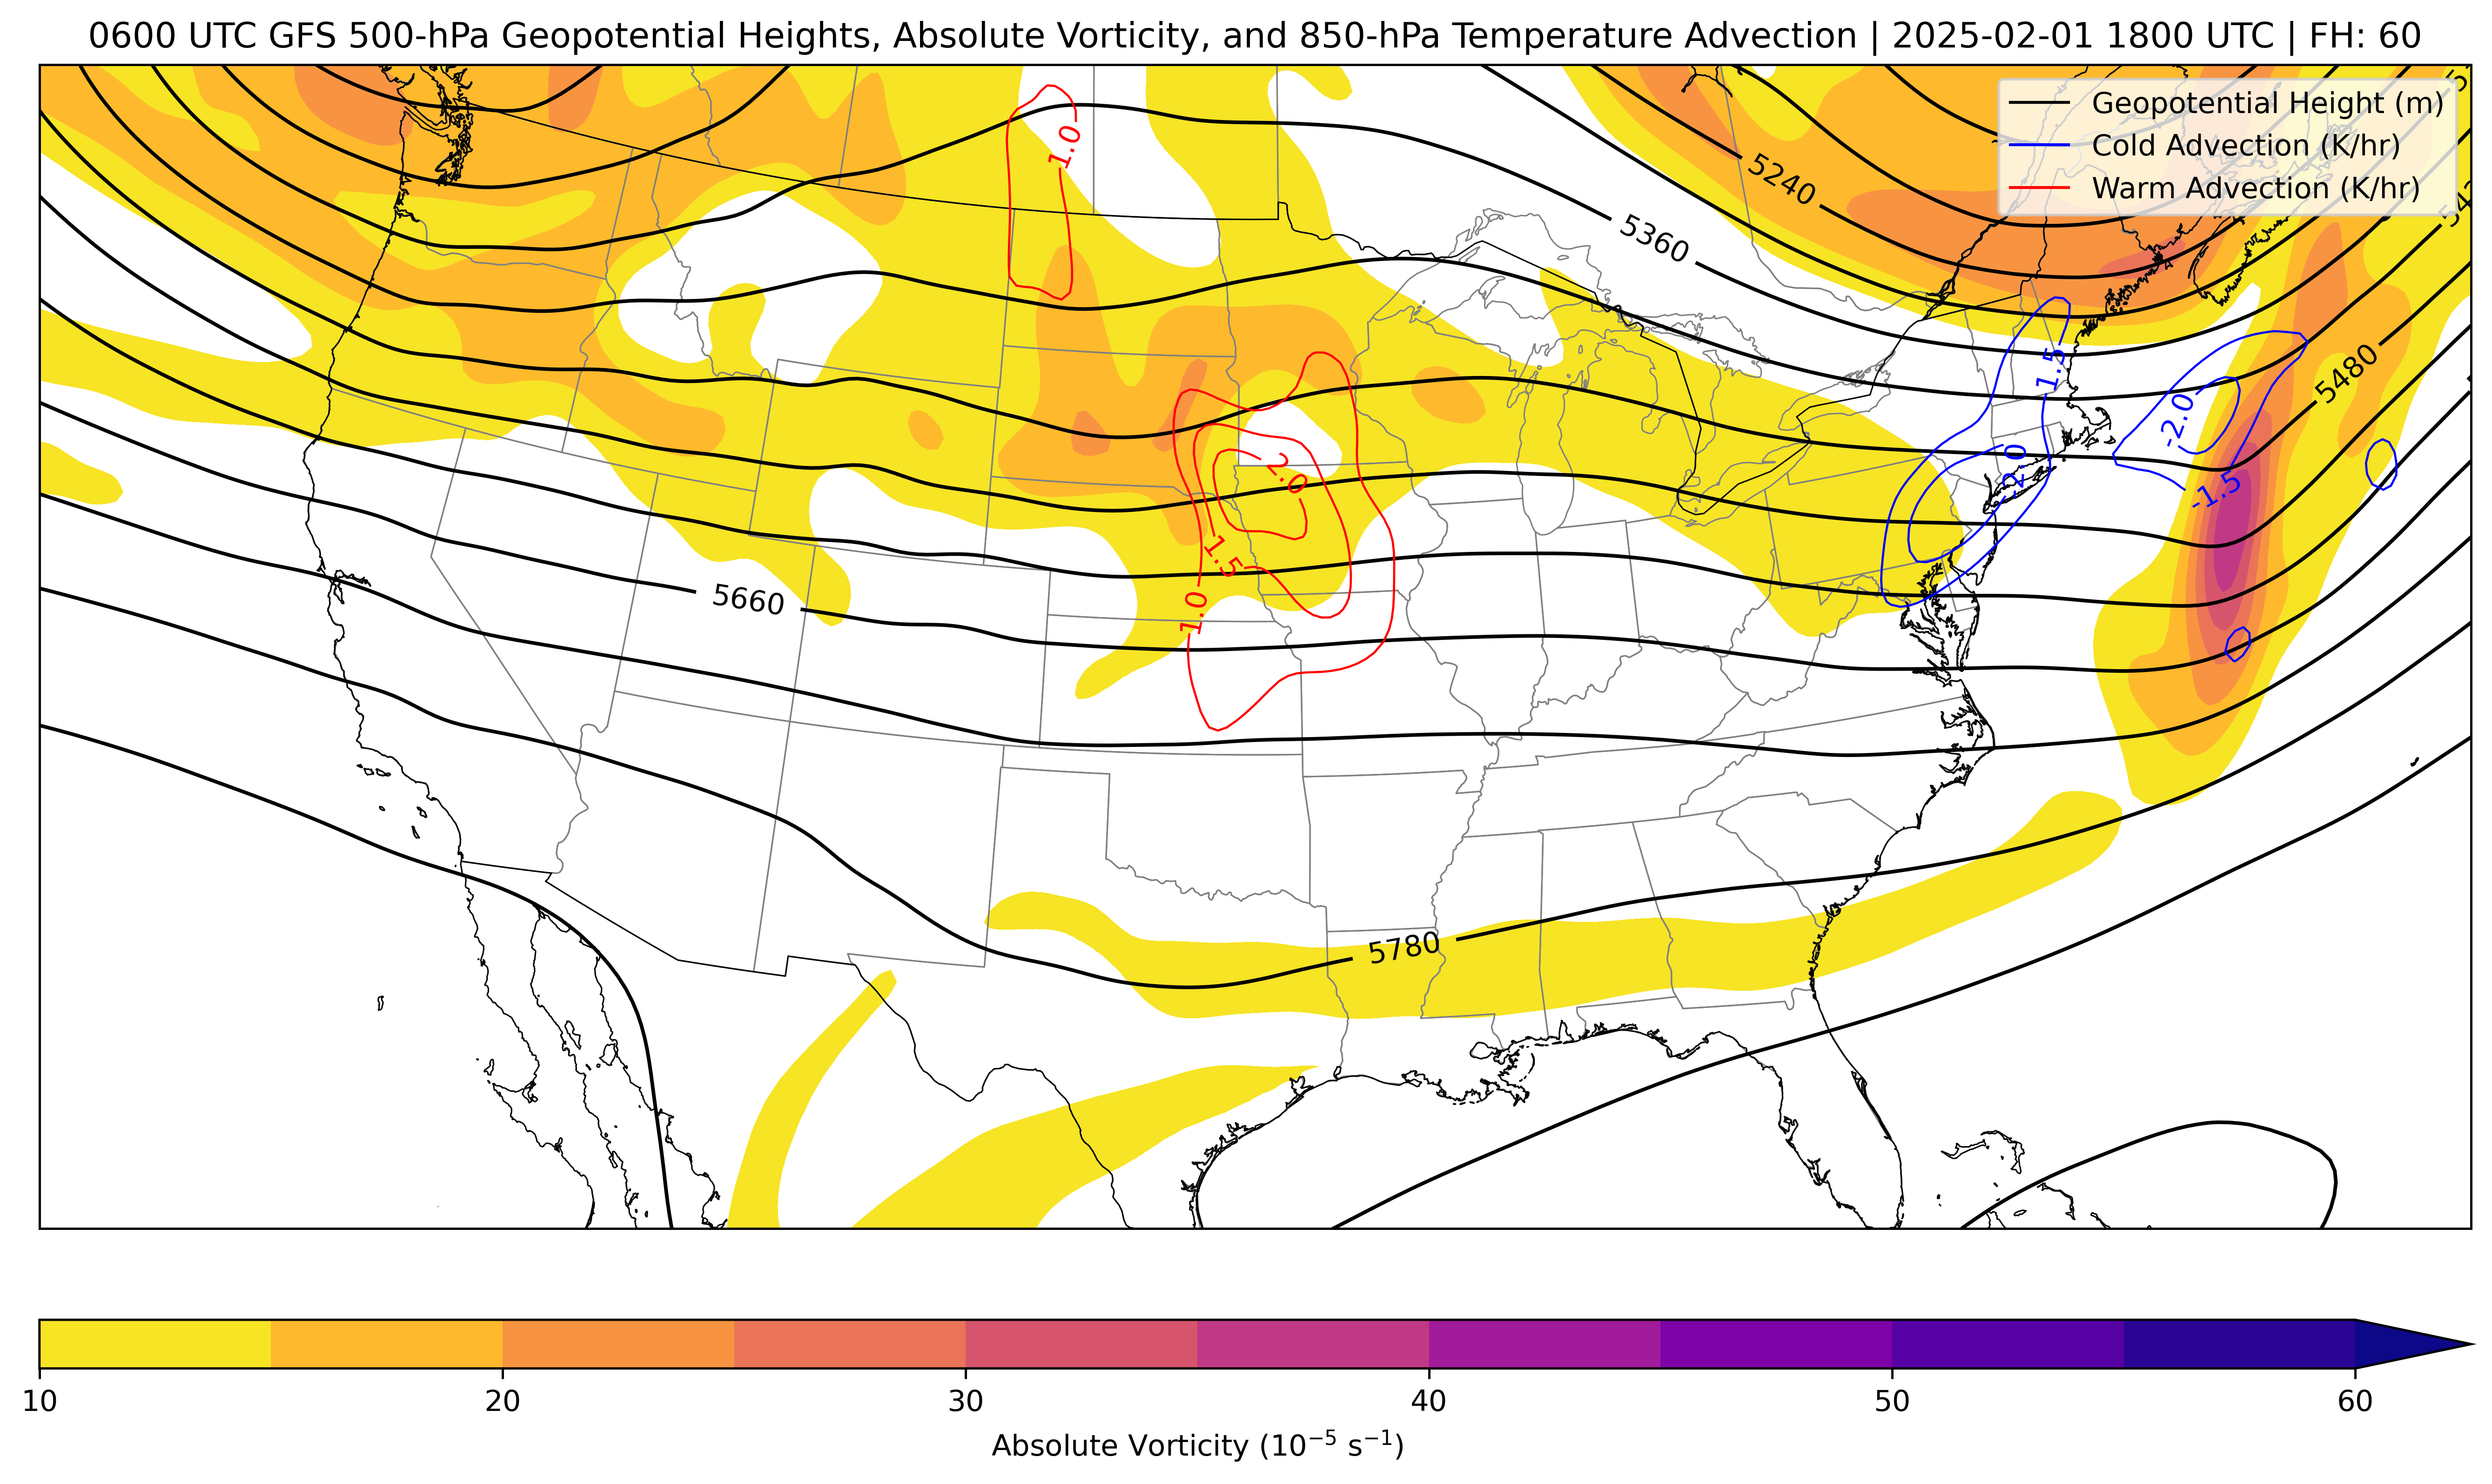 0600 UTC GFS 500-hPa Geopotential Heights, Absolute Vorticity, and 850-hPa Temperature Advection | 2025-02-01 1800 UTC | FH: 60
Geopotential Height (m)
Cold Advection (K/hr)
Warm Advection (K/hr)
1.0
5240
5360
-1.5
5480
-2.0
-2.0
2.0
-1.5
1.5
5660
1.0
5780
10 20 30 40 50 60
Absolute Vorticity (10⁻⁵ s⁻¹)